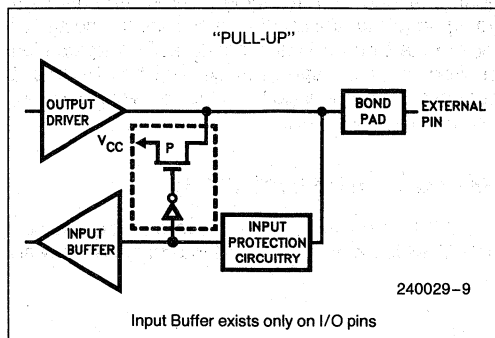 "PULL-UP"
OUTPUT
DRIVER
BOND
PAD
EXTERNAL
PIN
VCC
P
INPUT
BUFFER
INPUT
PROTECTION
CIRCUITRY
240029-9
Input Buffer exists only on I/O pins